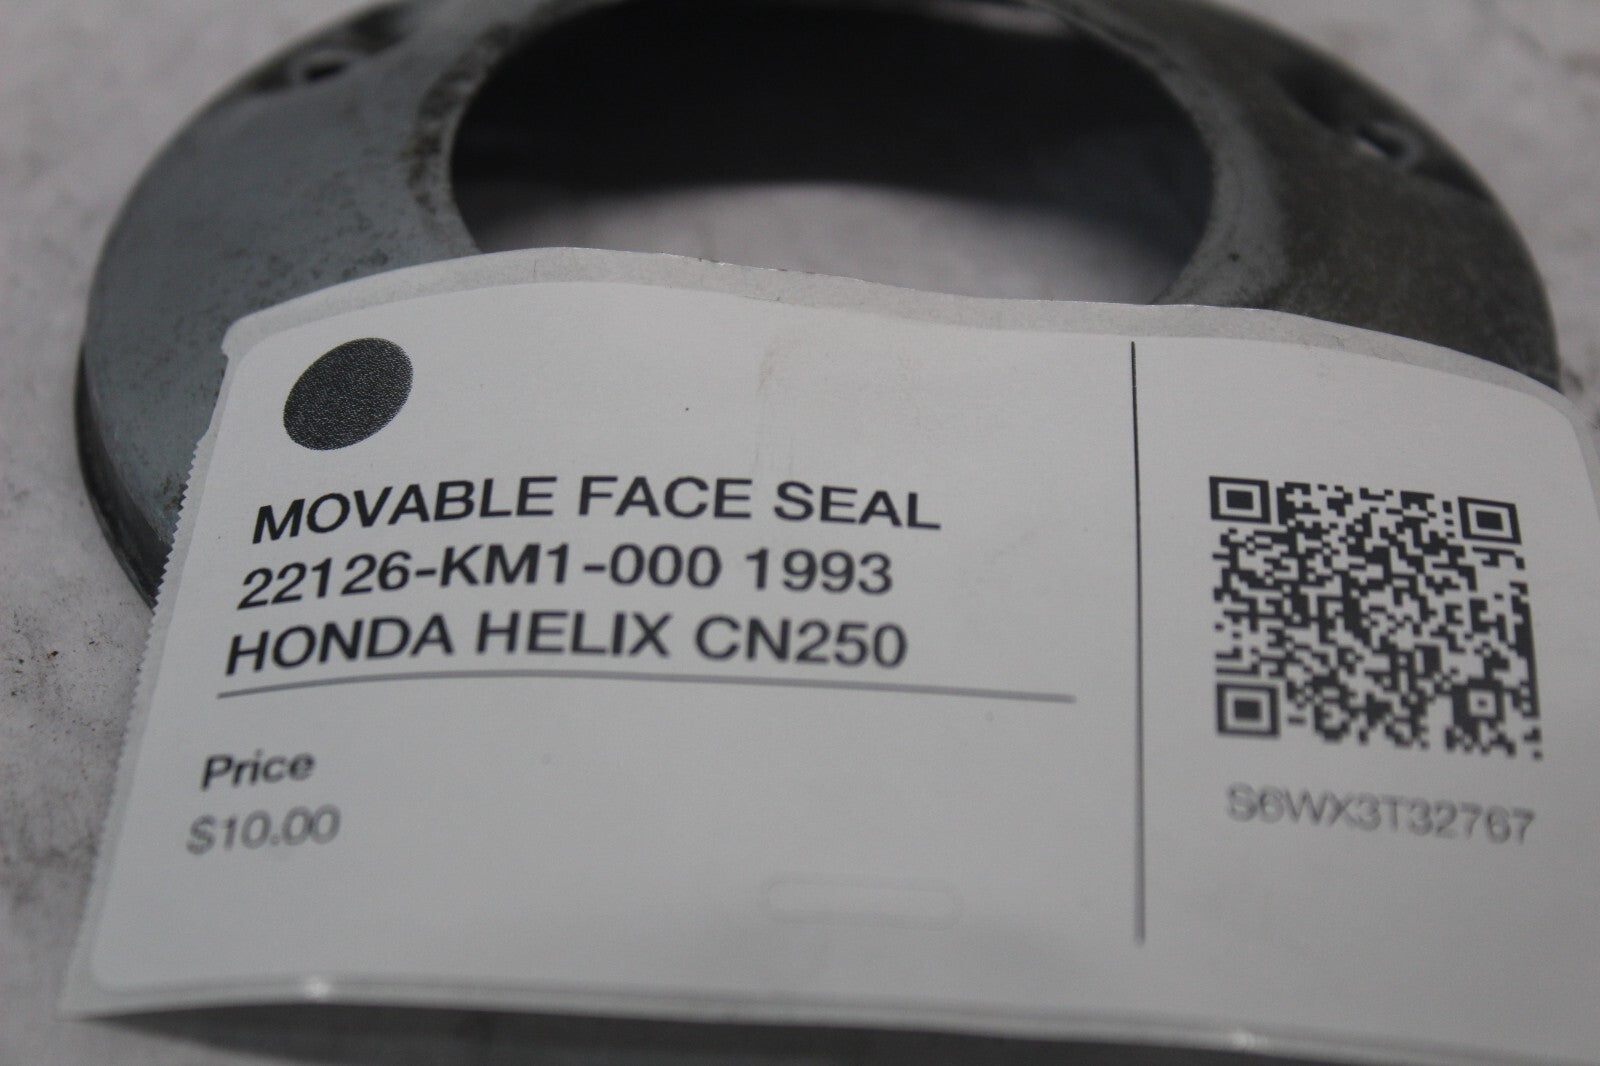 MOVABLE FACE SEAL
22126-KM1-000 1993
HONDA HELIX CN250
Price
$10.00
S6WX3T32767